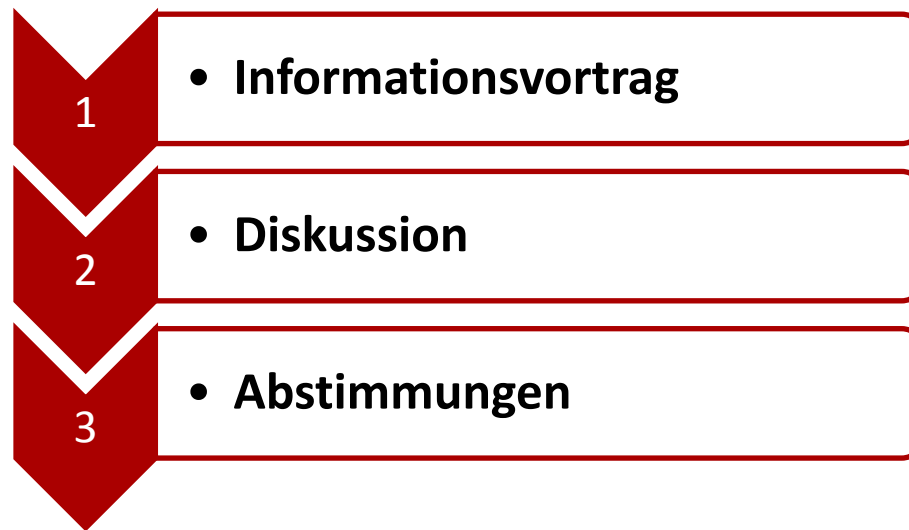 1
• Informationsvortrag
2
• Diskussion
3
• Abstimmungen